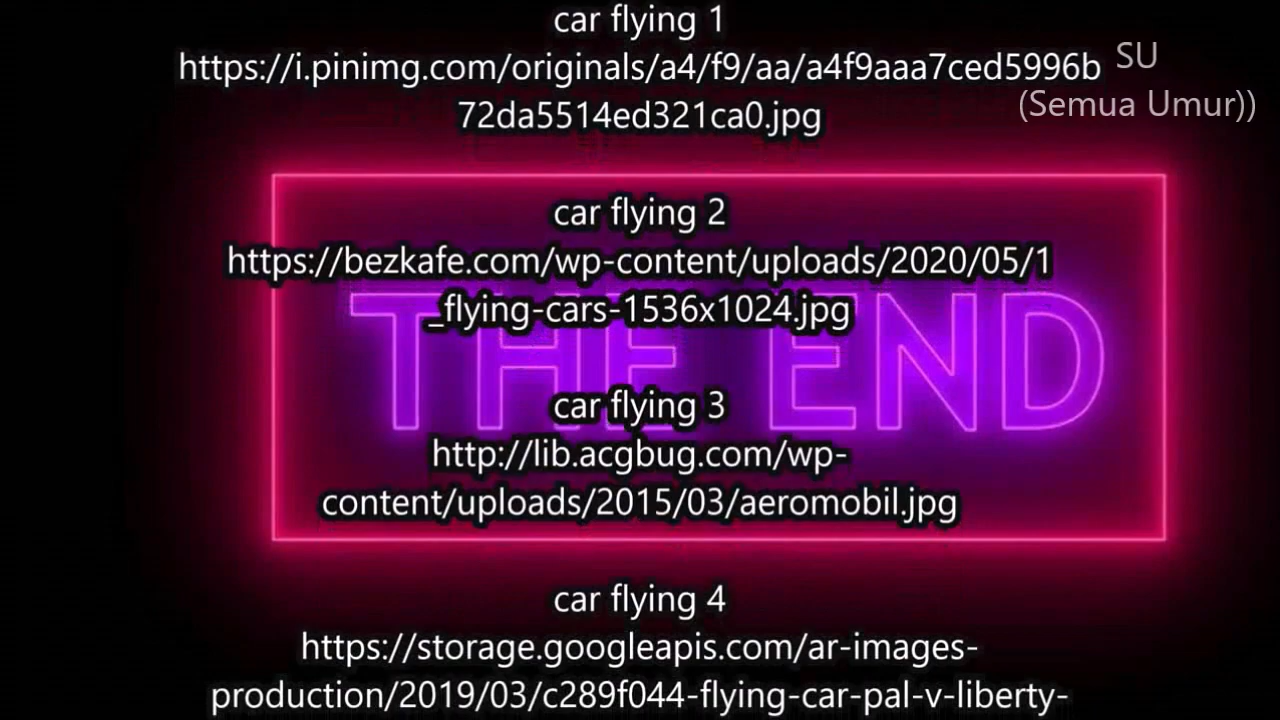 car flying 1
https://i.pinimg.com/originals/a4/f9/aa/a4f9aaa7ced5996b
72da5514ed321ca0.jpg
SU
(Semua Umur))
car flying 2
https://bezkafe.com/wp-content/uploads/2020/05/1
_flying-cars-1536x1024.jpg
THE END
car flying 3
http://lib.acgbug.com/wp-
content/uploads/2015/03/aeromobil.jpg
car flying 4
https://storage.googleapis.com/ar-images-
production/2019/03/c289f044-flying-car-pal-v-liberty-